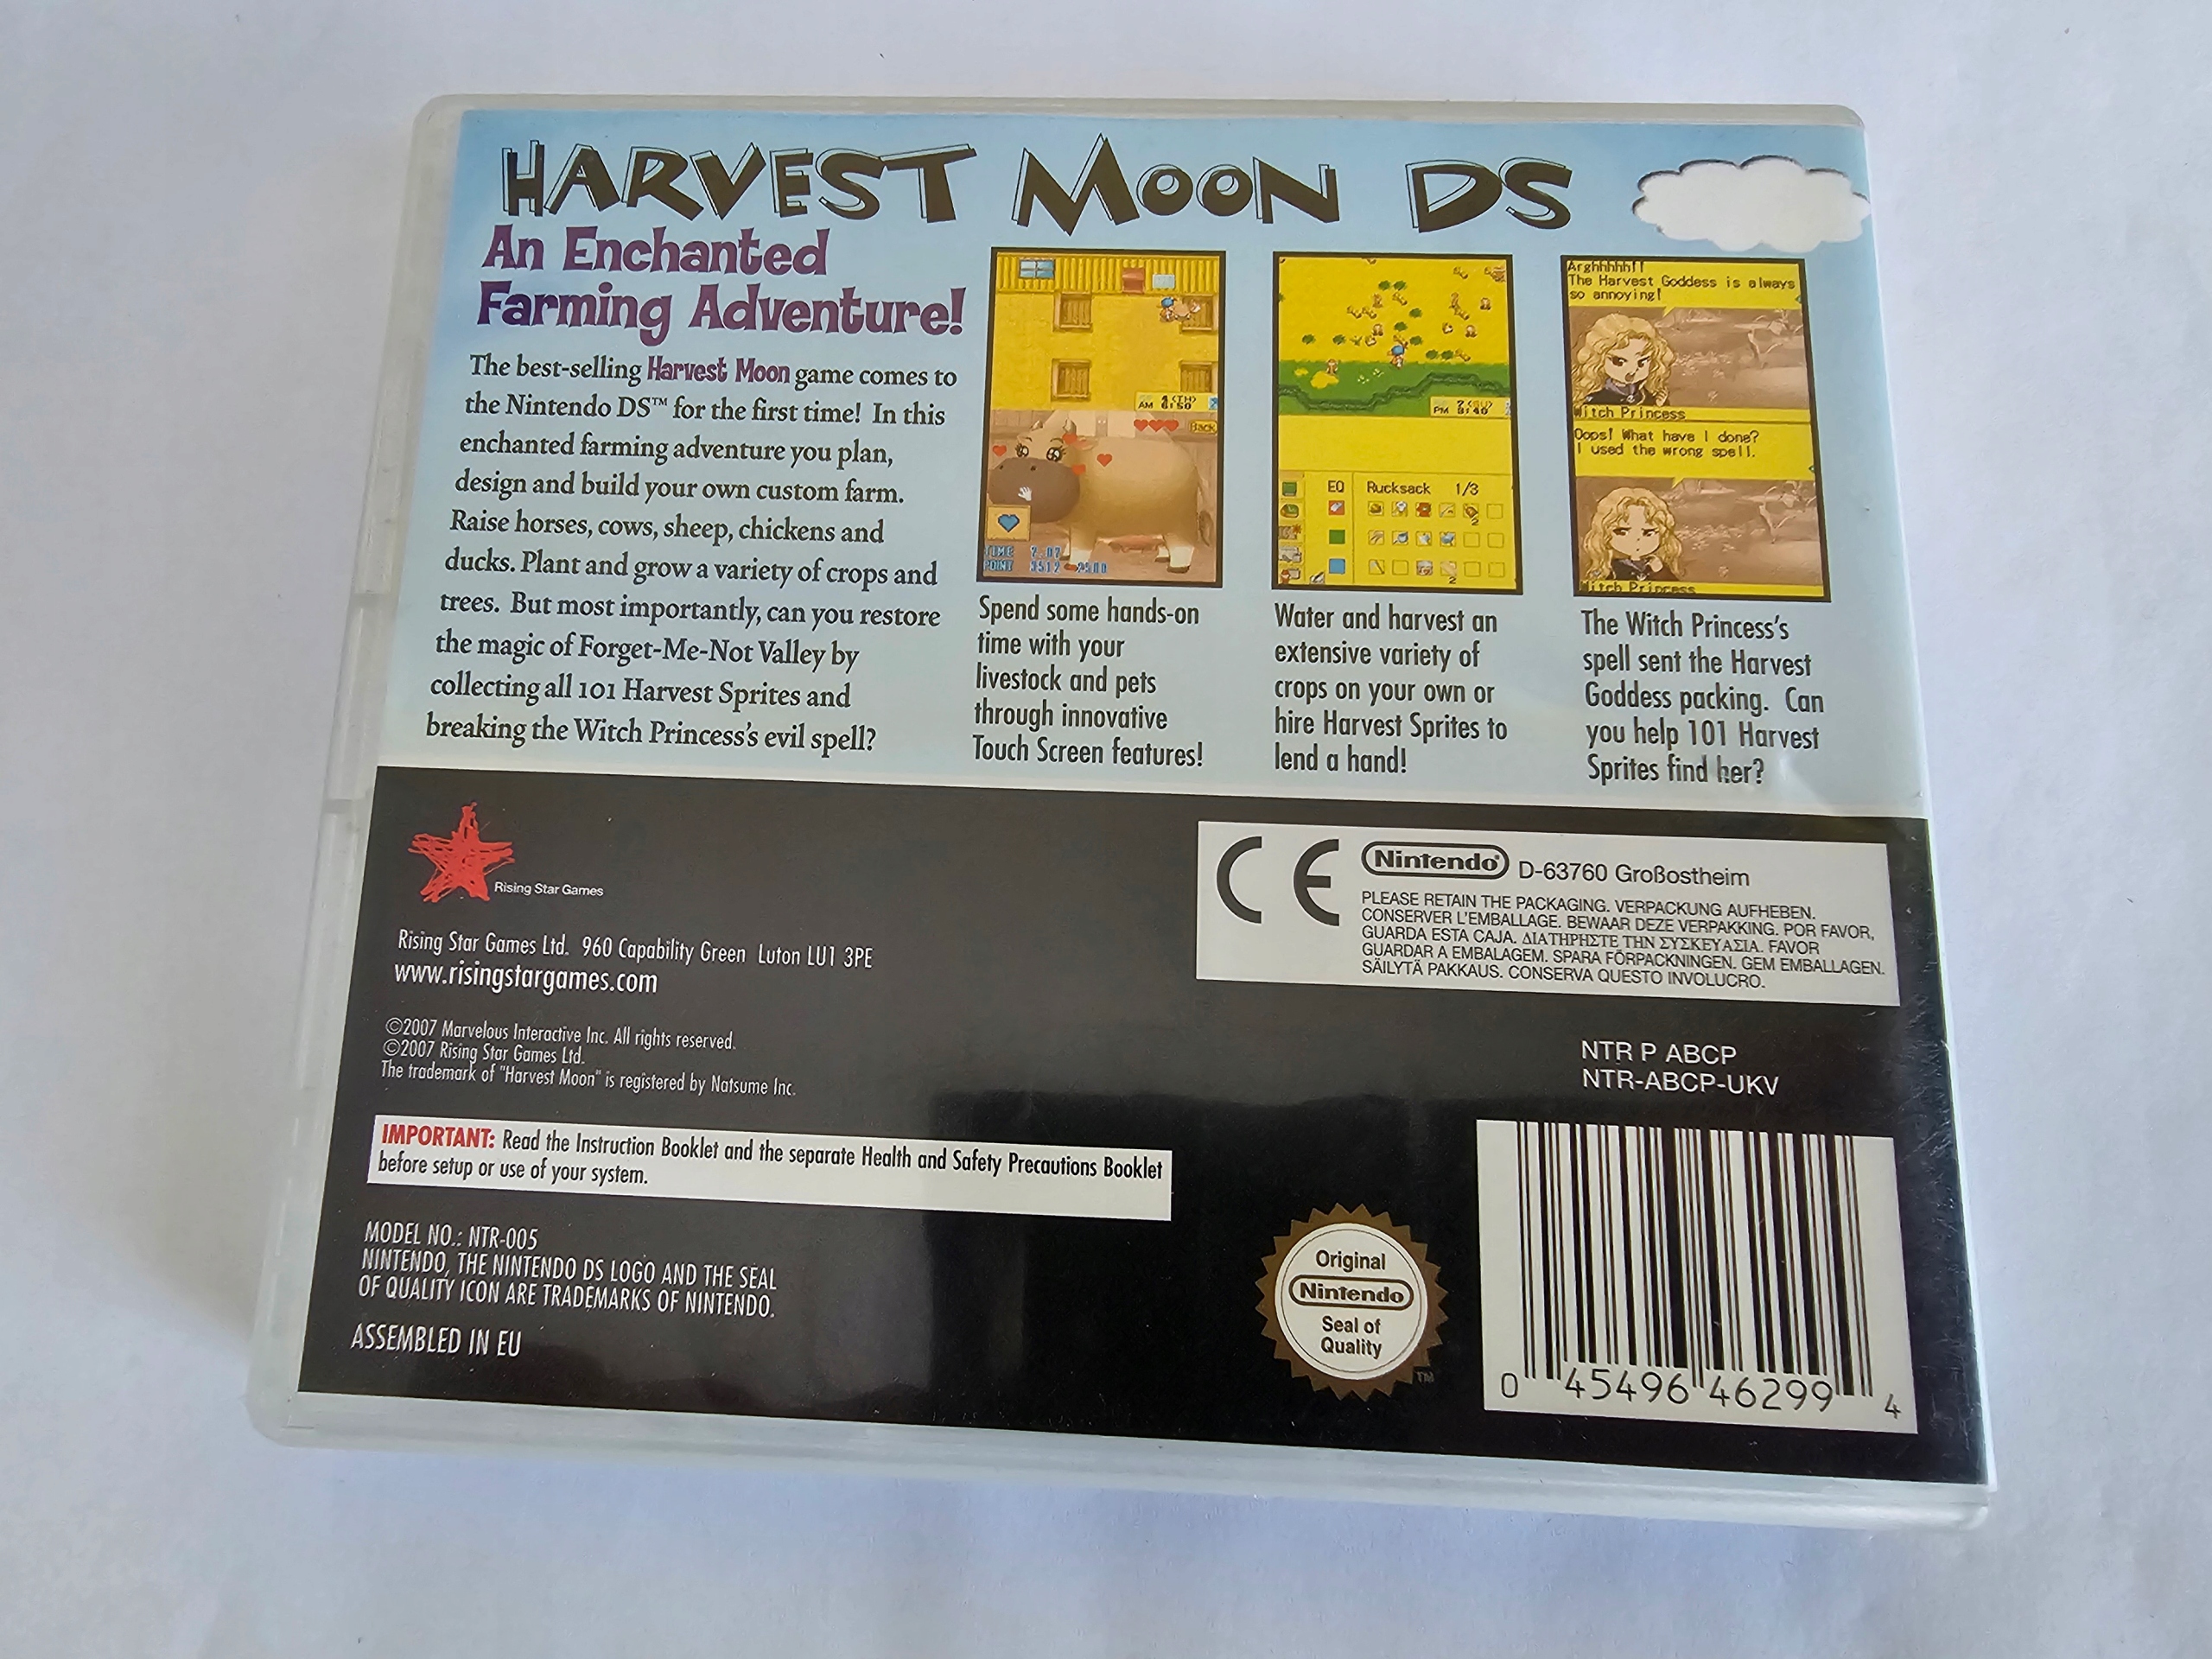 HARVEST MOON DS
An Enchanted
Farming Adventure!
The best-selling Harvest Moon game comes to
the Nintendo DS™ for the first time! In this
enchanted farming adventure you plan,
design and build your own custom farm.
Raise horses, cows, sheep, chickens and
ducks. Plant and grow a variety of crops and
trees. But most importantly, can you restore
the magic of Forget-Me-Not Valley by
collecting all 101 Harvest Sprites and
breaking the Witch Princess's evil spell?
AM 6:50
Back
TIME
POINT
Spend some hands-on
time with your
livestock and pets
through innovative
Touch Screen features!
PM
EQ Rucksack 1/3
2
2
Water and harvest an
extensive variety of
crops on your own or
hire Harvest Sprites to
lend a hand!
Arghhhhh!!
The Harvest Goddess is always
so annoying!
Witch Princess
Oops! What have I done?
I used the wrong spell.
Witch Princess
The Witch Princess's
spell sent the Harvest
Goddess packing. Can
you help 101 Harvest
Sprites find her?
Rising Star Games
Rising Star Games Ltd. 960 Capability Green Luton LU1 3PE
www.risingstargames.com
©2007 Marvelous Interactive Inc. All rights reserved.
©2007 Rising Star Games Ltd.
The trademark of "Harvest Moon" is registered by Natsume Inc.
IMPORTANT: Read the Instruction Booklet and the separate Health and Safety Precautions Booklet
before setup or use of your system.
MODEL NO.: NTR-005
NINTENDO, THE NINTENDO DS LOGO AND THE SEAL
OF QUALITY ICON ARE TRADEMARKS OF NINTENDO.
ASSEMBLED IN EU
CE
Nintendo® D-63760 Großostheim
PLEASE RETAIN THE PACKAGING. VERPACKUNG AUFHEBEN.
CONSERVER L'EMBALLAGE. BEWAAR DEZE VERPAKKING. POR FAVOR,
GUARDA ESTA CAJA. ΔΙΑΤΗΡΗΣΤΕ ΤΗΝ ΣΥΣΚΕΥΑΣΙΑ. FAVOR
GUARDAR A EMBALAGEM. SPARA FÖRPACKNINGEN. GEM EMBALLAGEN.
SÄILYTÄ PAKKAUS. CONSERVA QUESTO INVOLUCRO.
NTR P ABCP
NTR-ABCP-UKV
Original
Nintendo
Seal of
Quality
TM
0 45496 46299 4